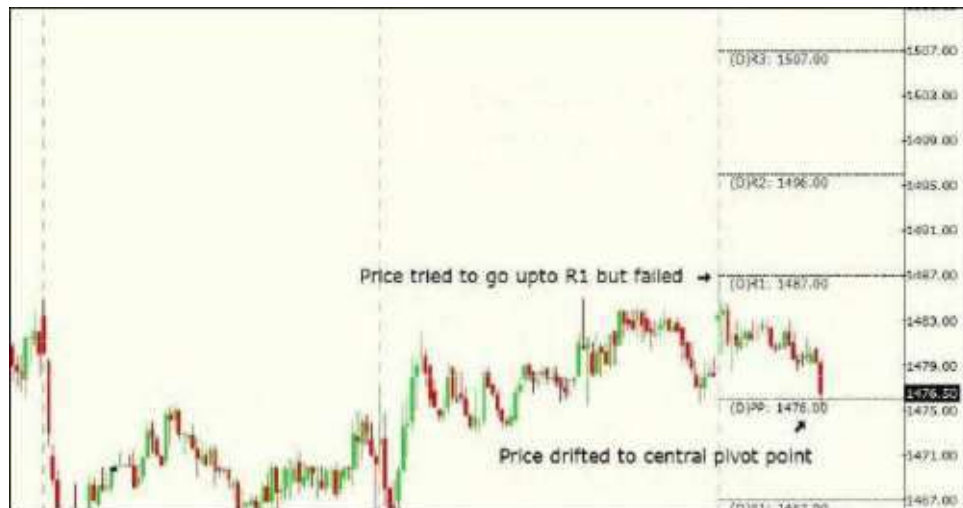 1507.00
(D)R3: 1507.00
1503.00
1499.00
(D)R2: 1496.00
1495.00
1491.00
Price tried to go upto R1 but failed
1487.00
(D)R1: 1487.00
1483.00
1479.00
1476.50
(D)PP: 1476.00
1475.00
Price drifted to central pivot point
1471.00
1467.00